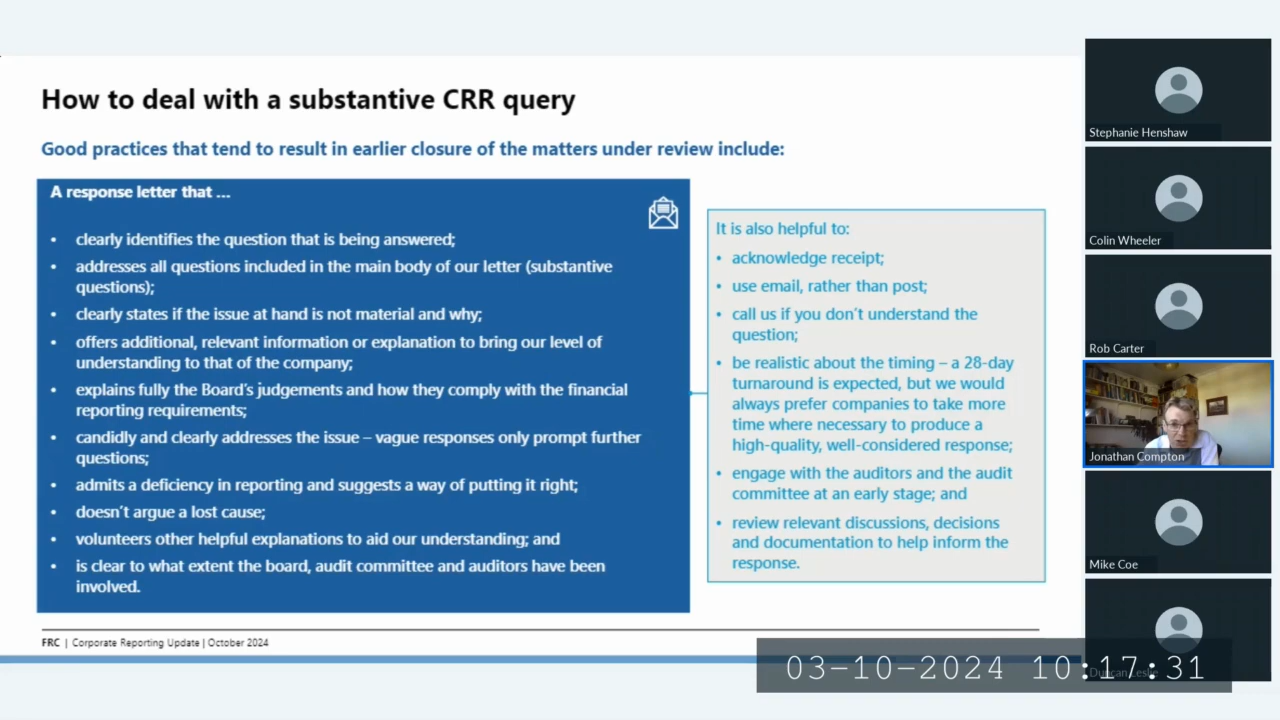 How to deal with a substantive CRR query
Good practices that tend to result in earlier closure of the matters under review include:
A response letter that ...
• clearly identifies the question that is being answered;
• addresses all questions included in the main body of our letter (substantive
questions);
• clearly states if the issue at hand is not material and why;
• offers additional, relevant information or explanation to bring our level of
understanding to that of the company;
• explains fully the Board's judgements and how they comply with the financial
reporting requirements;
• candidly and clearly addresses the issue – vague responses only prompt further
questions;
• admits a deficiency in reporting and suggests a way of putting it right;
• doesn't argue a lost cause;
• volunteers other helpful explanations to aid our understanding; and
• is clear to what extent the board, audit committee and auditors have been
involved.
It is also helpful to:
• acknowledge receipt;
• use email, rather than post;
• call us if you don't understand the
question;
• be realistic about the timing – a 28-day
turnaround is expected, but we would
always prefer companies to take more
time where necessary to produce a
high-quality, well-considered response;
• engage with the auditors and the audit
committee at an early stage; and
• review relevant discussions, decisions
and documentation to help inform the
response.
FRC | Corporate Reporting Update | October 2024
Stephanie Henshaw
Colin Wheeler
Rob Carter
Jonathan Compton
Mike Coe
Duncan Leslie
03-10-2024 10:17:31